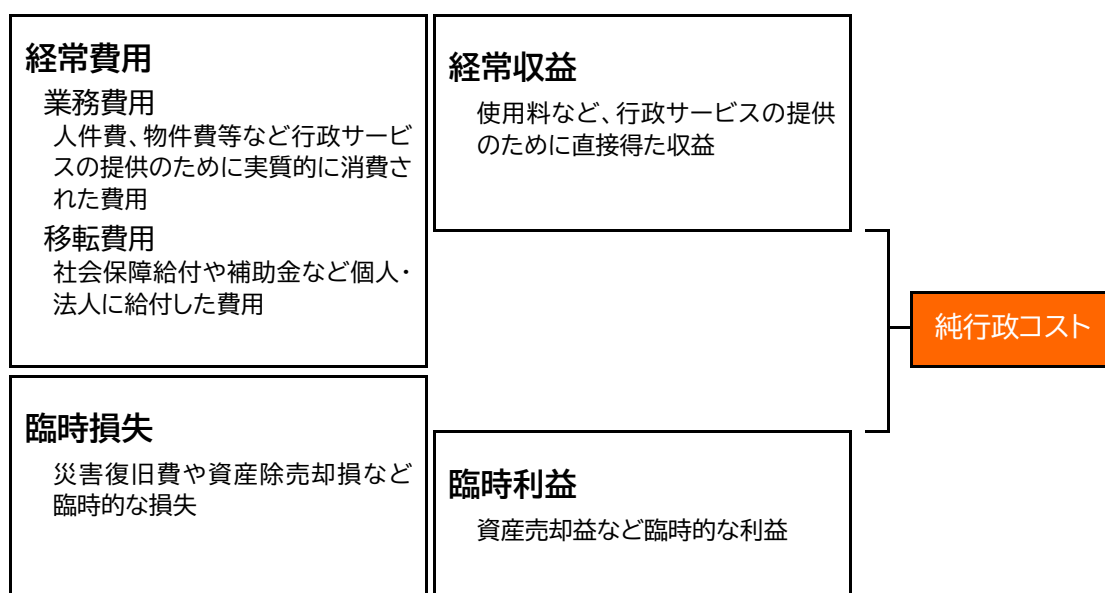 経常費用
業務費用
人件費、物件費等など行政サービ
スの提供のために実質的に消費さ
れた費用
移転費用
社会保障給付や補助金など個人・
法人に給付した費用
経常収益
使用料など、行政サービスの提供
のために直接得た収益
純行政コスト
臨時損失
災害復旧費や資産除売却損など
臨時的な損失
臨時利益
資産売却益など臨時的な利益